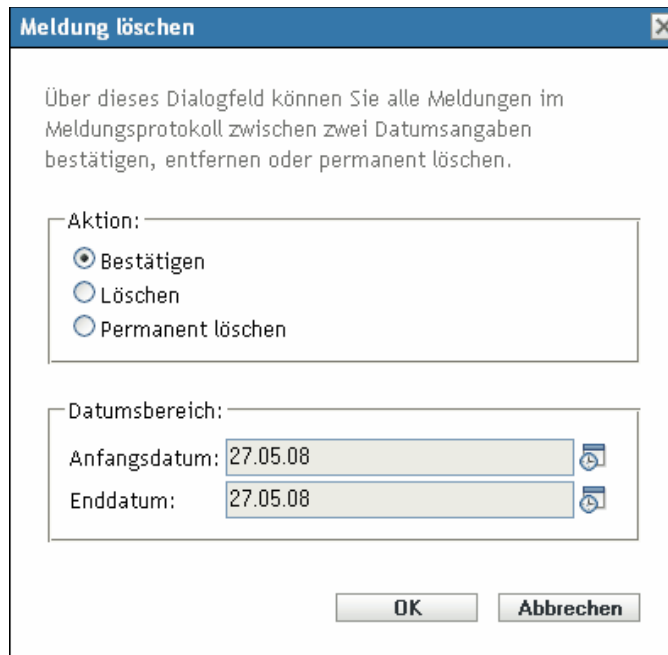 Meldung löschen
Über dieses Dialogfeld können Sie alle Meldungen im
Meldungsprotokoll zwischen zwei Datumsangaben
bestätigen, entfernen oder permanent löschen.
Aktion:
Bestätigen
Löschen
Permanent löschen
Datumsbereich:
Anfangsdatum: 27.05.08
Enddatum: 27.05.08
OK Abbrechen